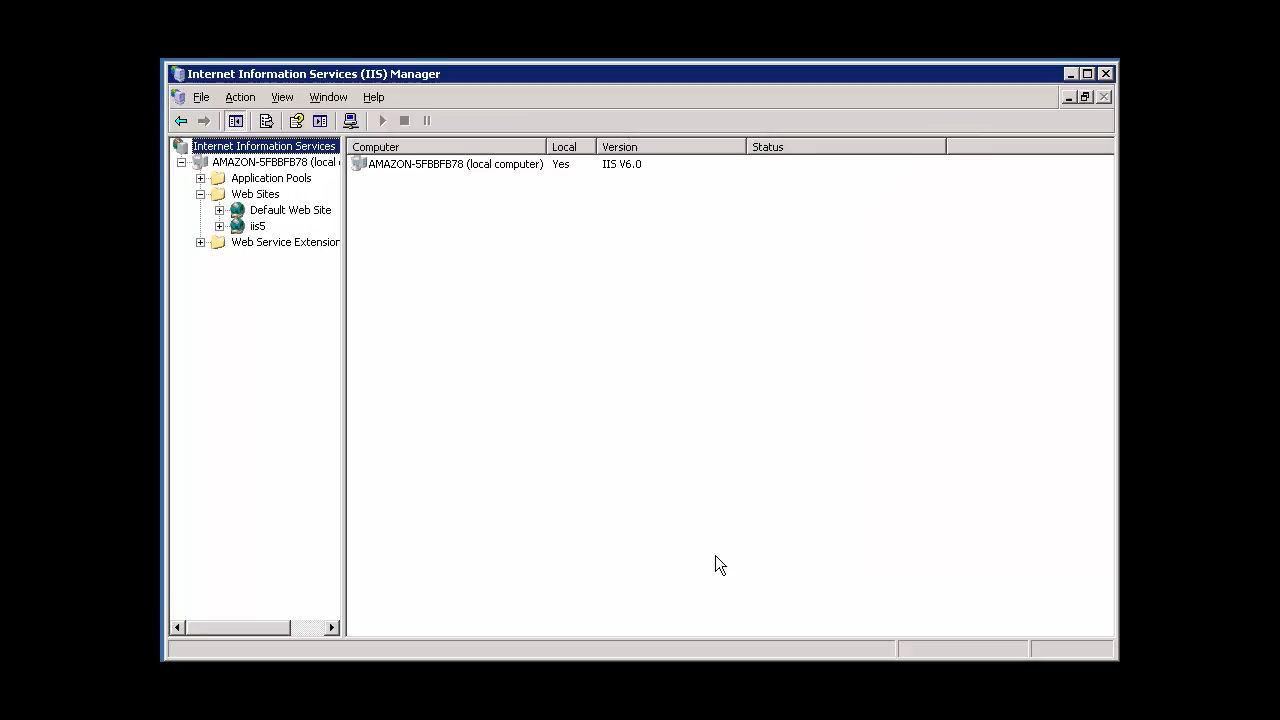 Internet Information Services (IIS) Manager
File Action View Window Help
Internet Information Services
AMAZON-5FBBFB78 (local
Application Pools
Web Sites
Default Web Site
iis5
Web Service Extension
Computer Local Version Status
AMAZON-5FBBFB78 (local computer) Yes IIS V6.0